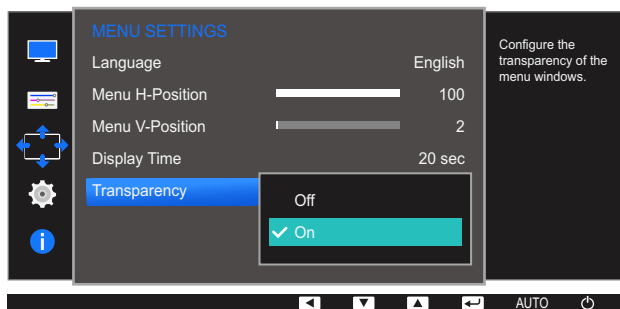 MENU SETTINGS
Language English
Menu H-Position 100
Menu V-Position 2
Display Time 20 sec
Transparency
Off
On
Configure the
transparency of the
menu windows.
AUTO